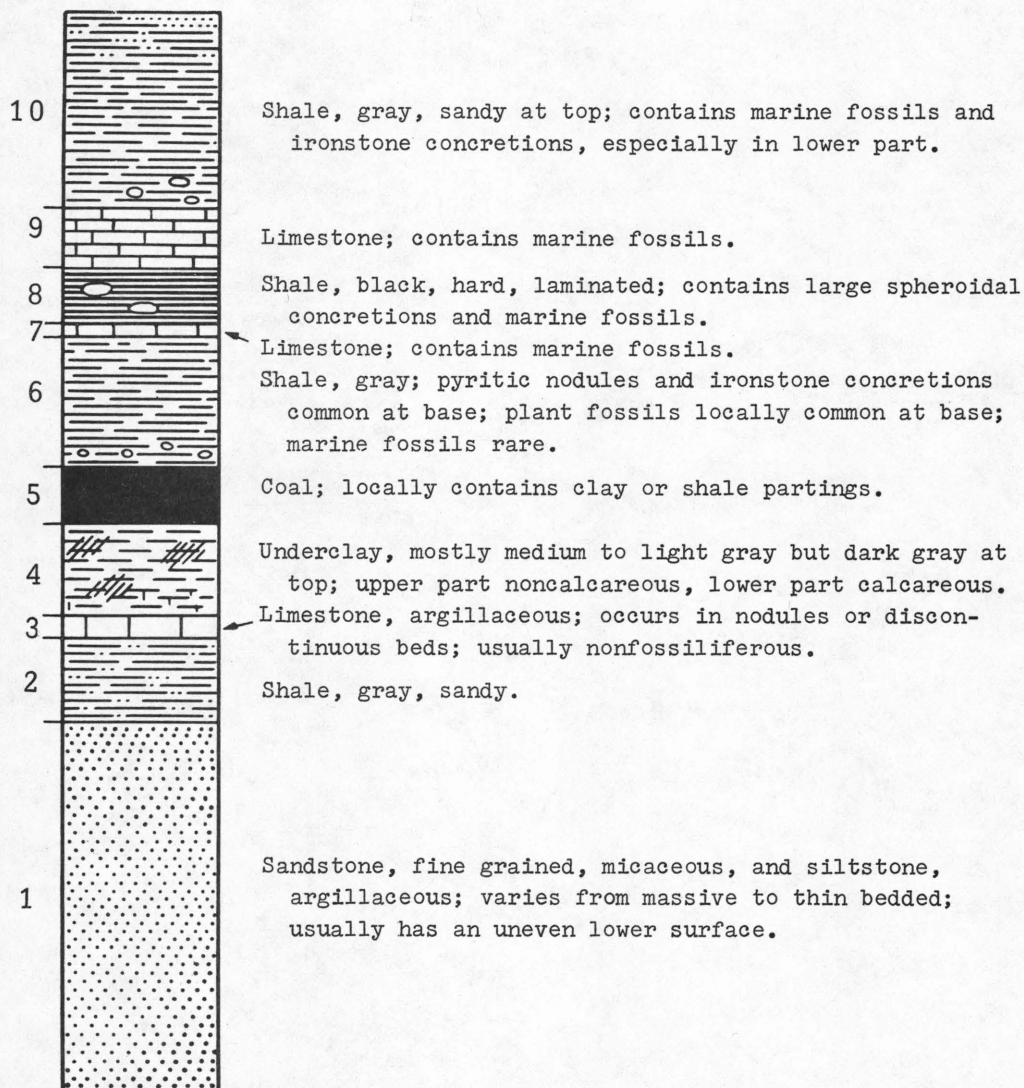 10
Shale, gray, sandy at top; contains marine fossils and
ironstone concretions, especially in lower part.
9
Limestone; contains marine fossils.
8
Shale, black, hard, laminated; contains large spheroidal
concretions and marine fossils.
7
Limestone; contains marine fossils.
6
Shale, gray; pyritic nodules and ironstone concretions
common at base; plant fossils locally common at base;
marine fossils rare.
5
Coal; locally contains clay or shale partings.
4
Underclay, mostly medium to light gray but dark gray at
top; upper part noncalcareous, lower part calcareous.
3
Limestone, argillaceous; occurs in nodules or discon-
tinuous beds; usually nonfossiliferous.
2
Shale, gray, sandy.
1
Sandstone, fine grained, micaceous, and siltstone,
argillaceous; varies from massive to thin bedded;
usually has an uneven lower surface.